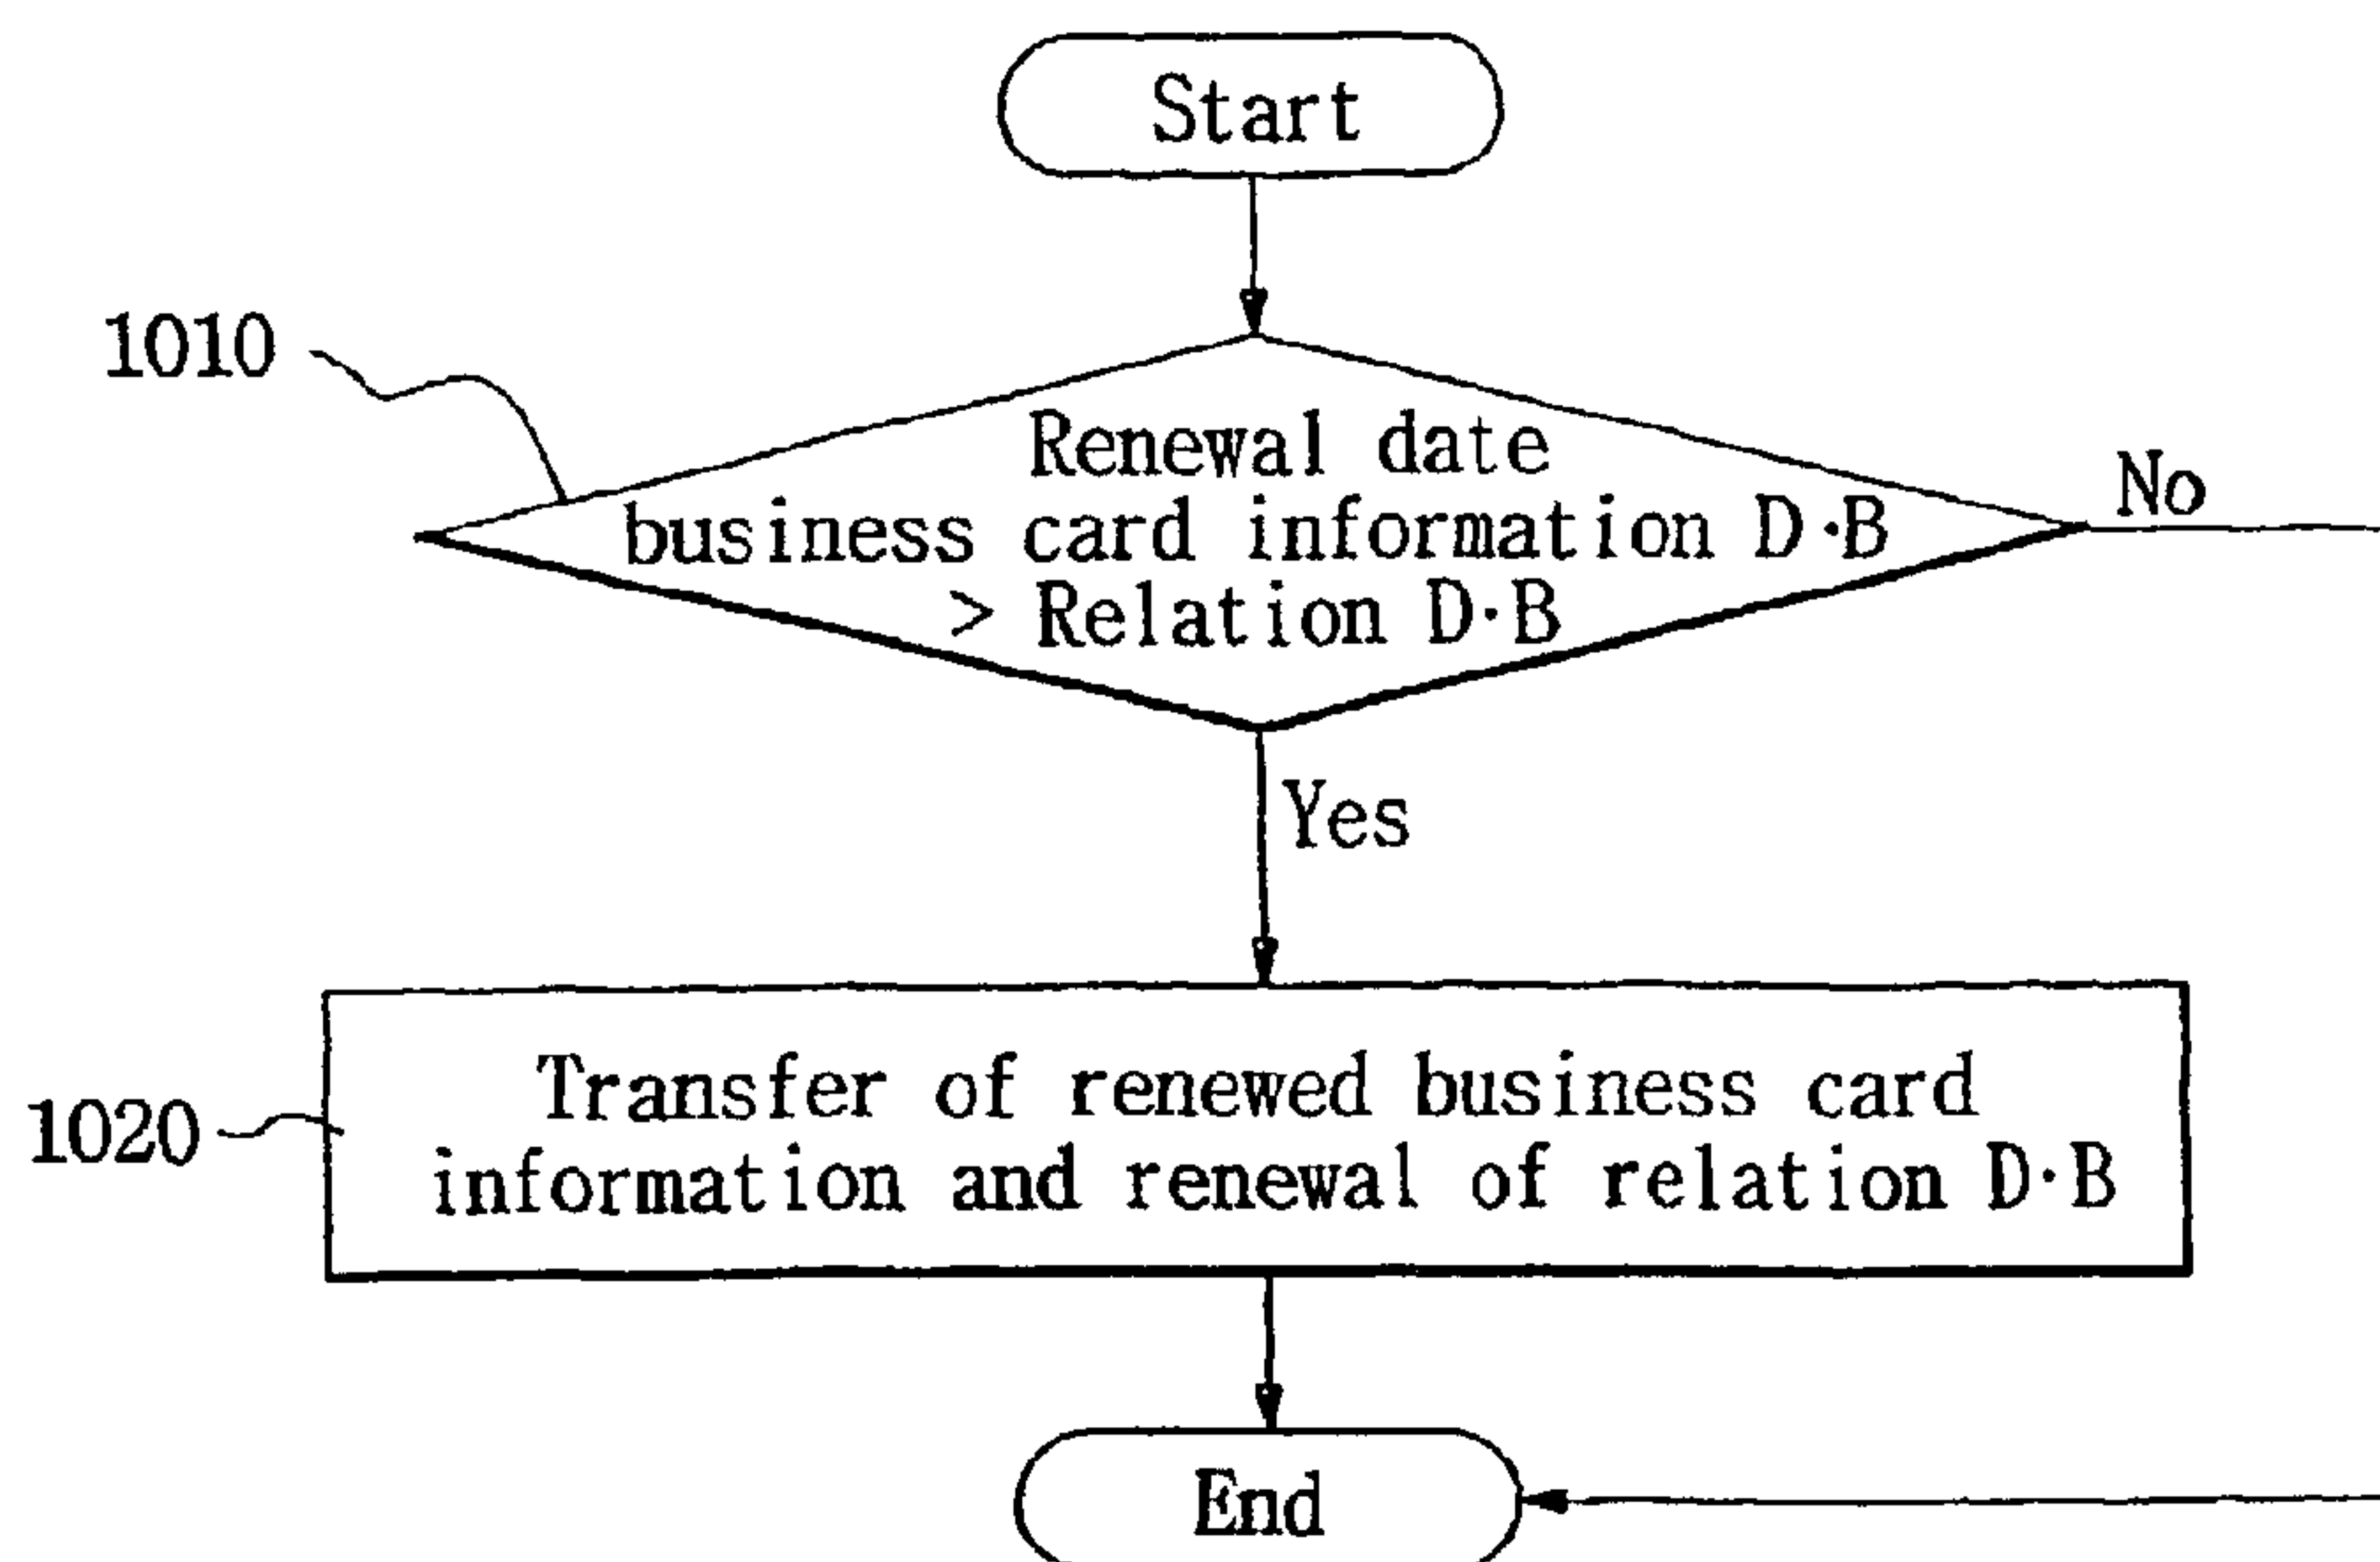 Start
1010
Renewal date
business card information D·B
> Relation D·B
No
Yes
1020
Transfer of renewed business card
information and renewal of relation D·B
End